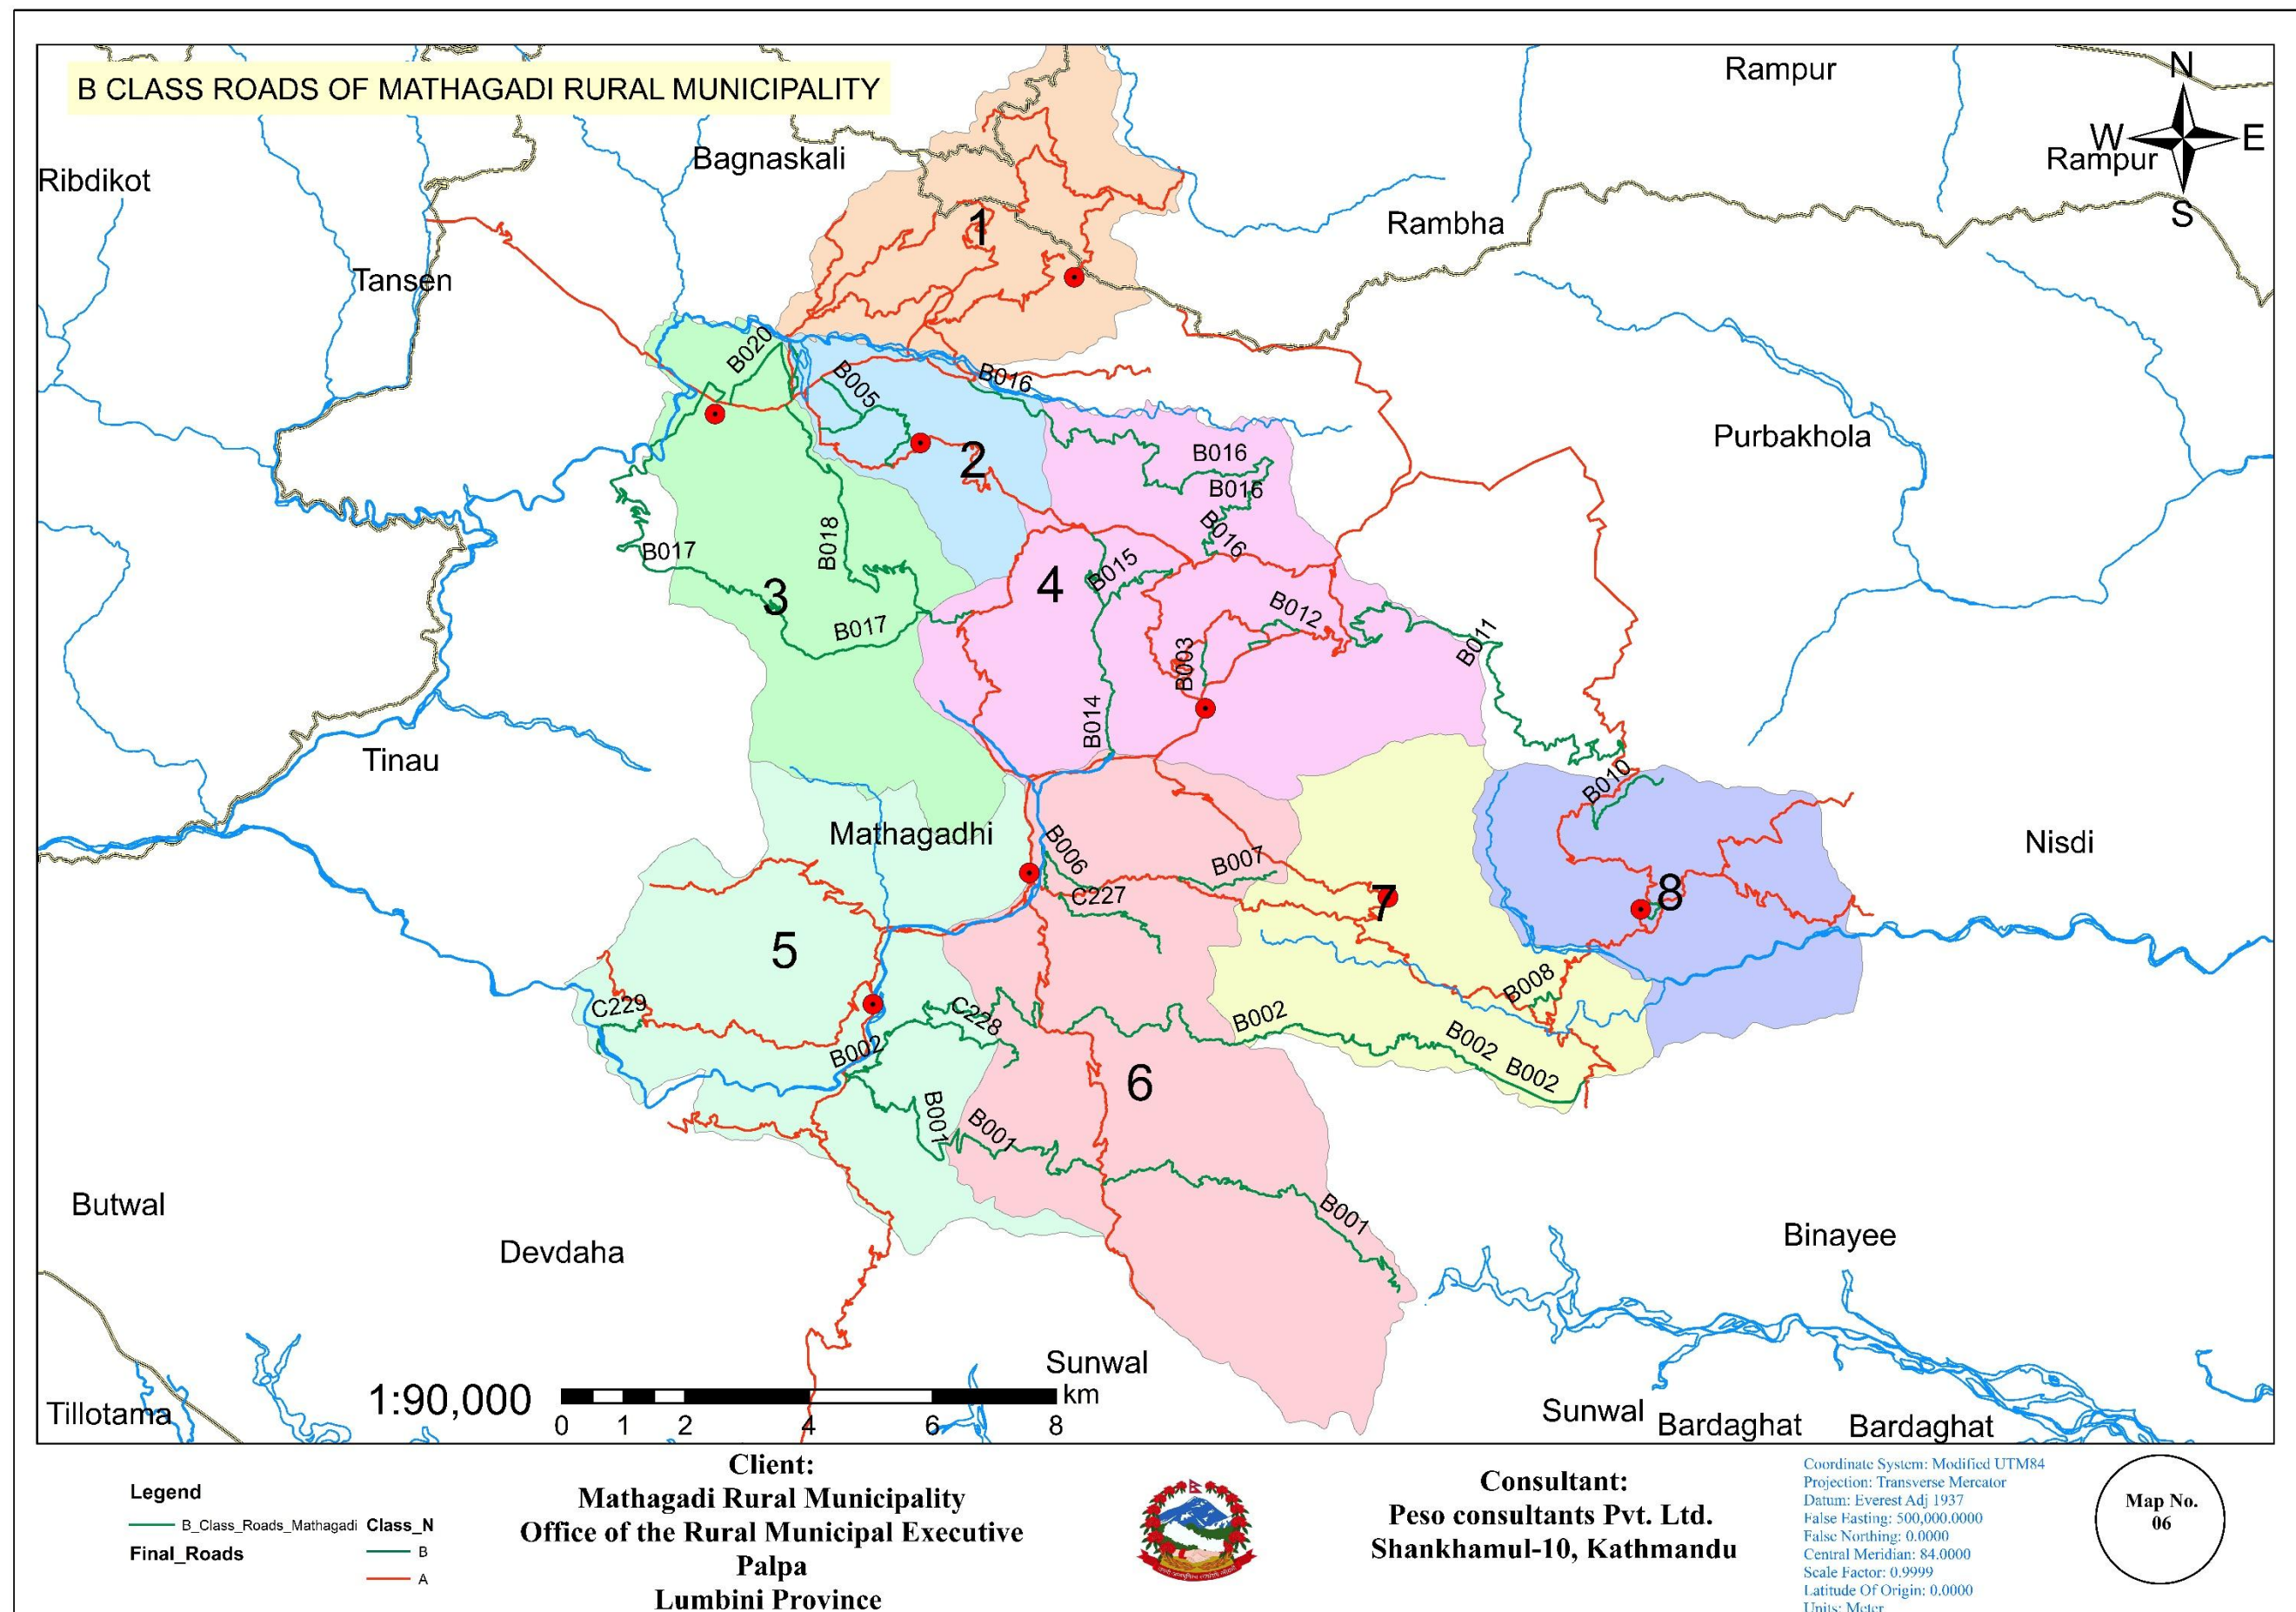 B CLASS ROADS OF MATHAGADI RURAL MUNICIPALITY
Rampur
N
W
E
S
Rampur
Bagnaskali
Ribdikot
Rambha
1
Tansen
B020
B005
B016
Purbakhola
2
B016
B016
B016
B018
B017
3
4
B015
B012
B017
B003
B011
B014
Tinau
B010
Mathagadhi
B006
B007
Nisdi
C227
7
8
5
B008
C229
C228
B002
B002
B002
B002
6
B001
B001
B001
Butwal
Devdaha
Binayee
Sunwal
1:90,000
km
0 1 2 4 6 8
Tillotama
Sunwal
Bardaghat
Bardaghat
Legend
B_Class_Roads_Mathagadi
Final_Roads
Class_N
B
A
Client:
Mathagadi Rural Municipality
Office of the Rural Municipal Executive
Palpa
Lumbini Province
Consultant:
Peso consultants Pvt. Ltd.
Shankhamul-10, Kathmandu
Coordinate System: Modified UTM84
Projection: Transverse Mercator
Datum: Everest Adj 1937
False Easting: 500,000.0000
False Northing: 0.0000
Central Meridian: 84.0000
Scale Factor: 0.9999
Latitude Of Origin: 0.0000
Units: Meter
Map No.
06